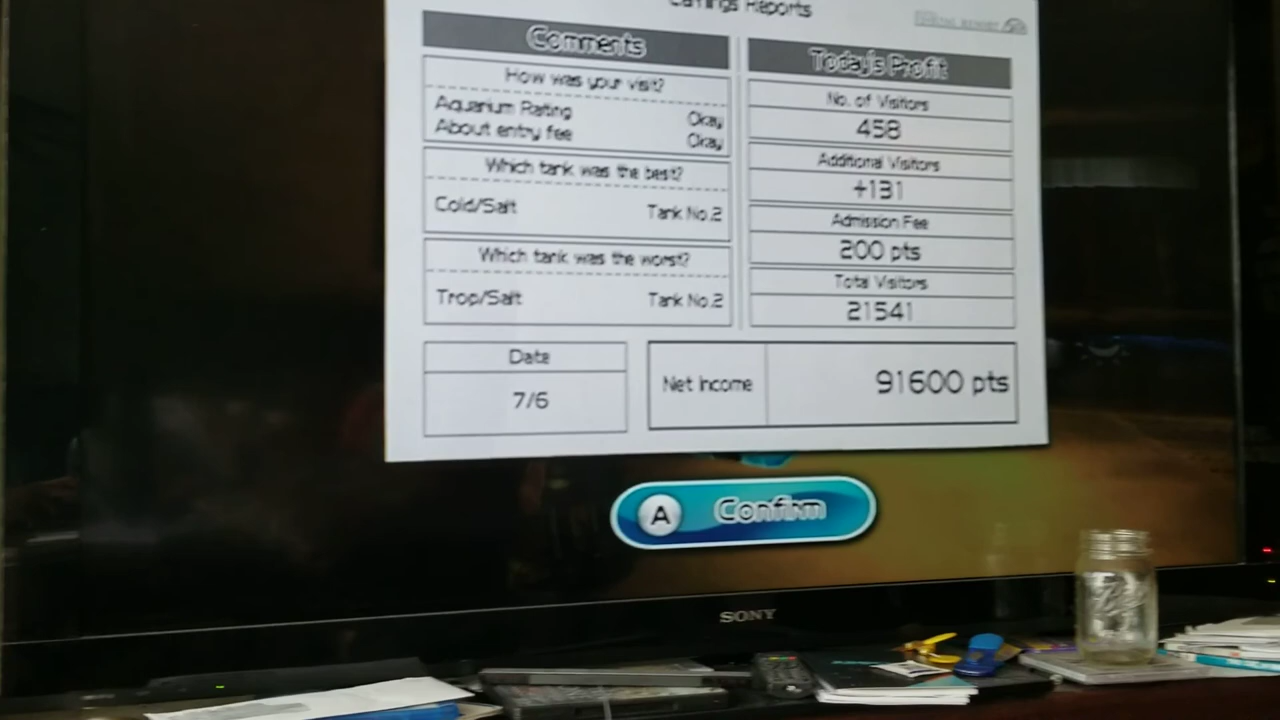 Earnings Reports
Comments
How was your visit?
Aquarium Rating Okay
About entry fee Okay
Which tank was the best?
Cold/Salt Tank No.2
Which tank was the worst?
Trop/Salt Tank No.2
Date
7/6
Today's Profit
No. of Visitors
458
Additional Visitors
+131
Admission Fee
200 pts
Total Visitors
21541
Net Income 91600 pts
A Confirm
SONY